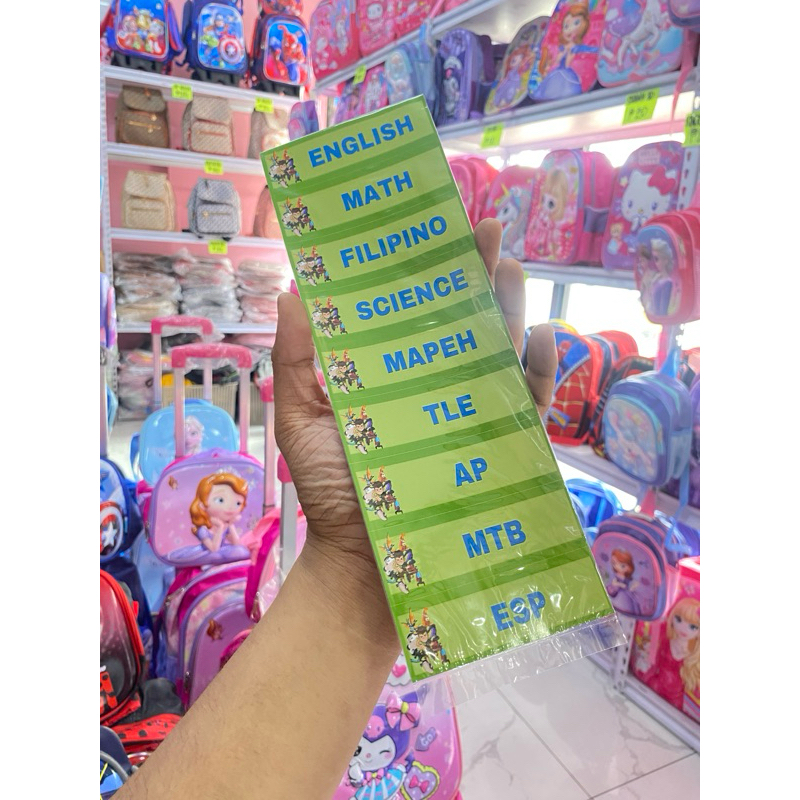 ENGLISH
MATH
FILIPINO
SCIENCE
MAPEH
TLE
AP
MTB
ESP